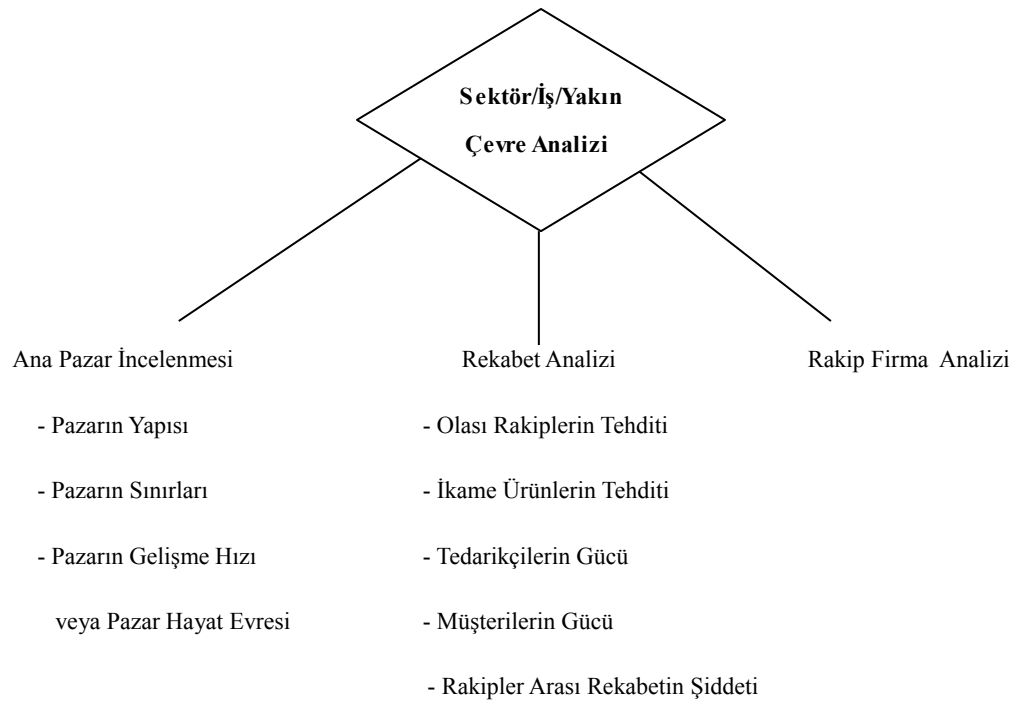 Sektör/İş/Yakın
Çevre Analizi
Ana Pazar İncelenmesi
- Pazarın Yapısı
- Pazarın Sınırları
- Pazarın Gelişme Hızı
veya Pazar Hayat Evresi
Rekabet Analizi
- Olası Rakiplerin Tehditi
- İkame Ürünlerin Tehditi
- Tedarikçilerin Gücü
- Müşterilerin Gücü
- Rakipler Arası Rekabetin Şiddeti
Rakip Firma Analizi